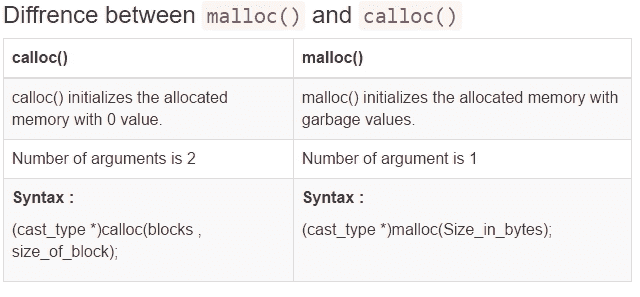 Diffrence between malloc() and calloc()
calloc()
malloc()
calloc() initializes the allocated
memory with 0 value.
malloc() initializes the allocated memory with
garbage values.
Number of arguments is 2
Number of argument is 1
Syntax :
(cast_type *)calloc(blocks ,
size_of_block);
Syntax :
(cast_type *)malloc(Size_in_bytes);